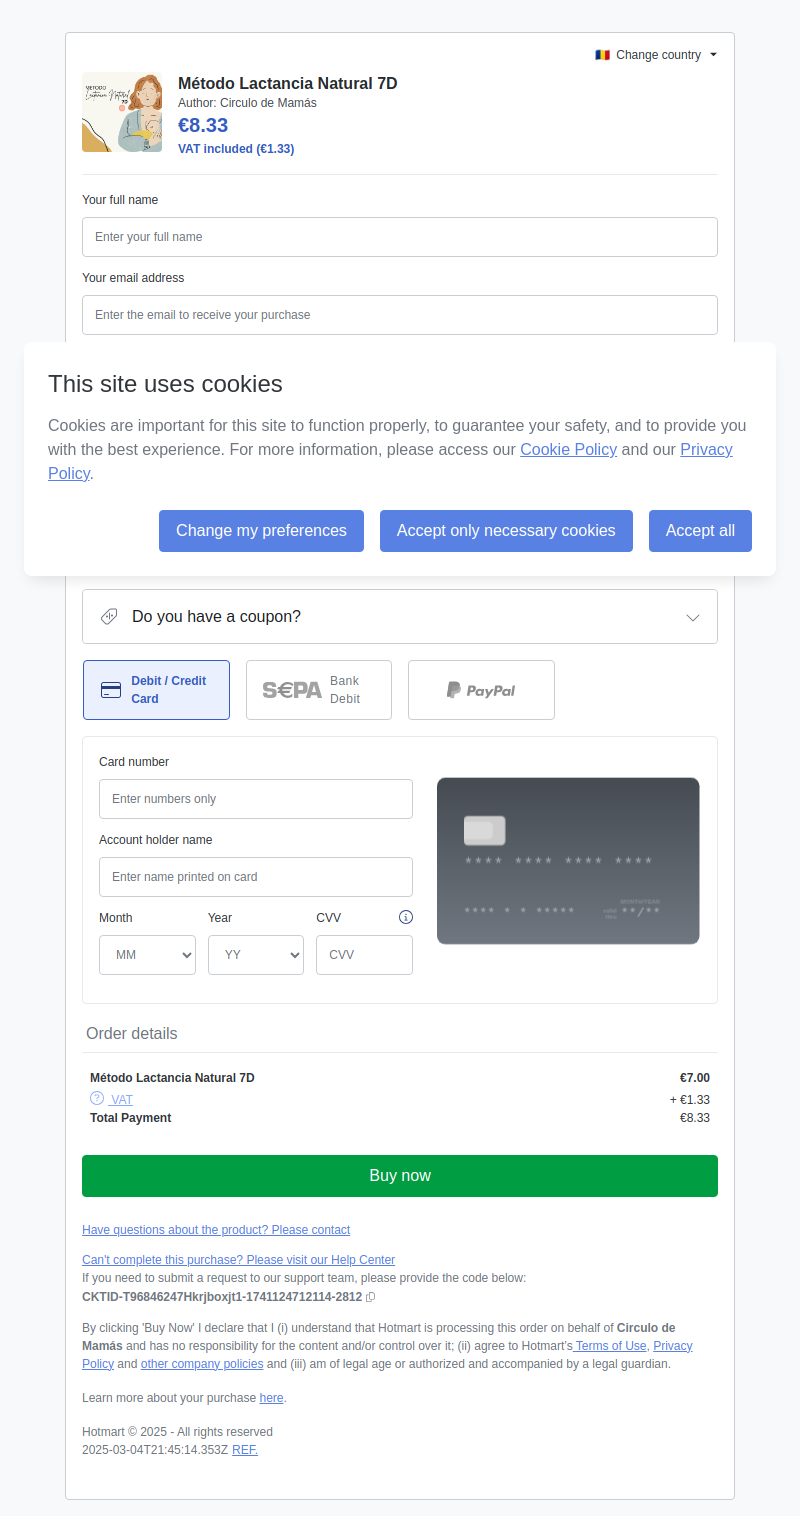 Change country
METODO
Lactancia Natural
7D
Método Lactancia Natural 7D
Author: Circulo de Mamás
€8.33
VAT included (€1.33)
Your full name
Enter your full name
Your email address
Enter the email to receive your purchase
This site uses cookies
Cookies are important for this site to function properly, to guarantee your safety, and to provide you
with the best experience. For more information, please access our Cookie Policy and our Privacy
Policy.
Change my preferences
Accept only necessary cookies
Accept all
Do you have a coupon?
Debit / Credit
Card
S€PA
Bank
Debit
PayPal
Card number
Enter numbers only
Account holder name
Enter name printed on card
Month
Year
CVV
MM
YY
CVV
**** **** **** ****
MONTH/YEAR
**** * * *****
**/**
Order details
Método Lactancia Natural 7D
€7.00
VAT
+ €1.33
Total Payment
€8.33
Buy now
Have questions about the product? Please contact
Can't complete this purchase? Please visit our Help Center
If you need to submit a request to our support team, please provide the code below:
CKTID-T96846247Hkrjboxjt1-1741124712114-2812
By clicking 'Buy Now' I declare that I (i) understand that Hotmart is processing this order on behalf of Circulo de
Mamás and has no responsibility for the content and/or control over it; (ii) agree to Hotmart's Terms of Use, Privacy
Policy and other company policies and (iii) am of legal age or authorized and accompanied by a legal guardian.
Learn more about your purchase here.
Hotmart © 2025 - All rights reserved
2025-03-04T21:45:14.353Z REF.